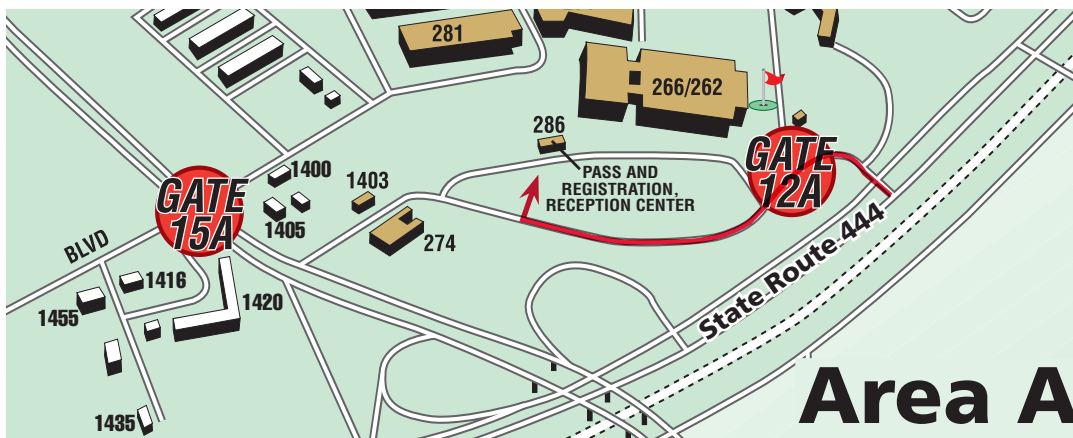 281
266/262
286
PASS AND
REGISTRATION,
RECEPTION CENTER
GATE
12A
1400
1403
GATE
15A
1405
274
BLVD
1416
1455
1420
State Route 444
1435
Area A